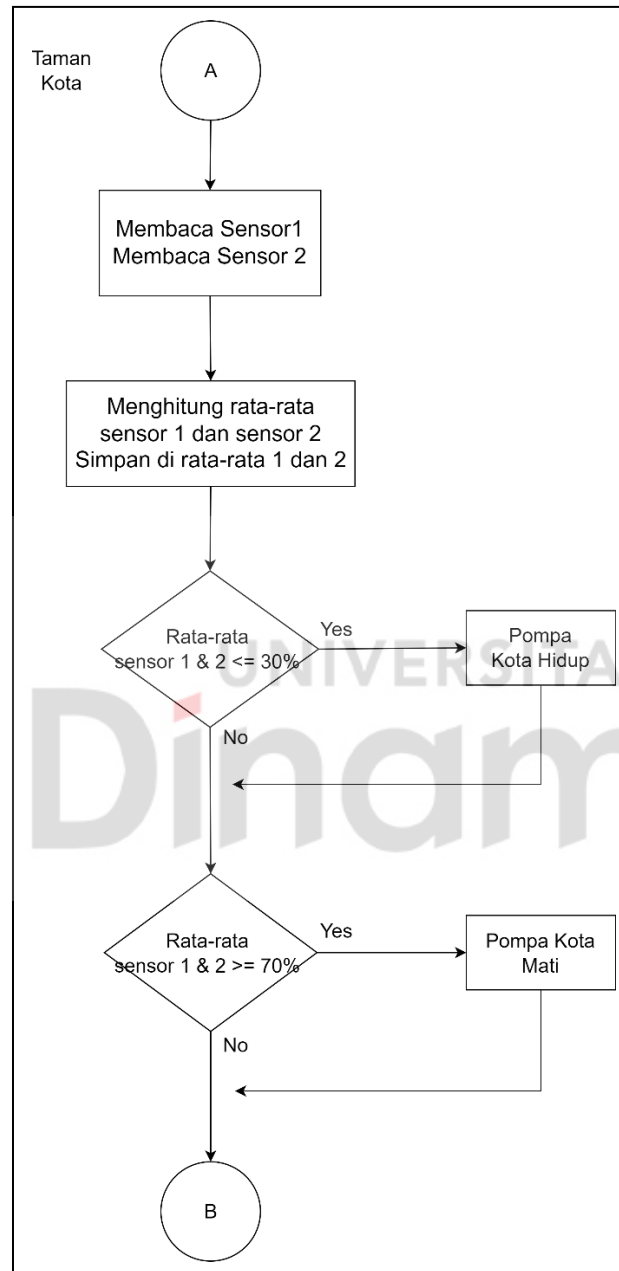 Taman
Kota
A
Membaca Sensor1
Membaca Sensor 2
Menghitung rata-rata
sensor 1 dan sensor 2
Simpan di rata-rata 1 dan 2
Rata-rata
sensor 1 & 2 <= 30%
Yes
Pompa
Kota Hidup
No
UNIVERSITA
Dinam
Rata-rata
sensor 1 & 2 >= 70%
Yes
Pompa Kota
Mati
No
B